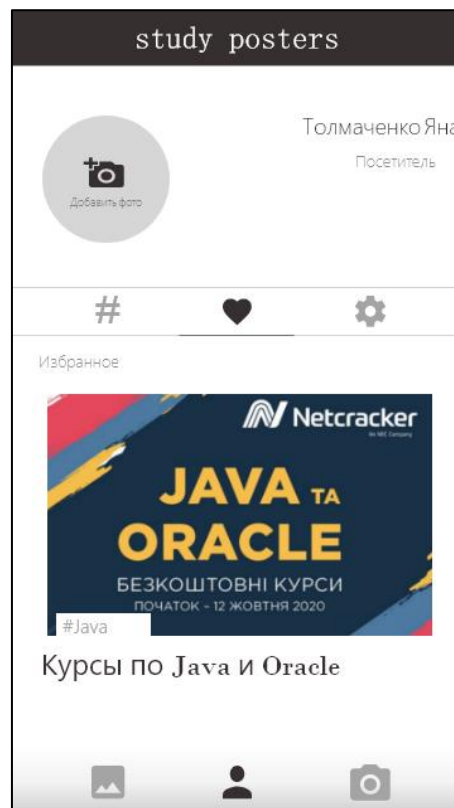 study posters
Толмаченко Яна
Посетитель
Добавить фото
#
Избранное
Netcracker
An NEC Company
JAVA ТА
ORACLE
БЕЗКОШТОВНІ КУРСИ
ПОЧАТОК - 12 ЖОВТНЯ 2020
#Java
Курсы по Java и Oracle